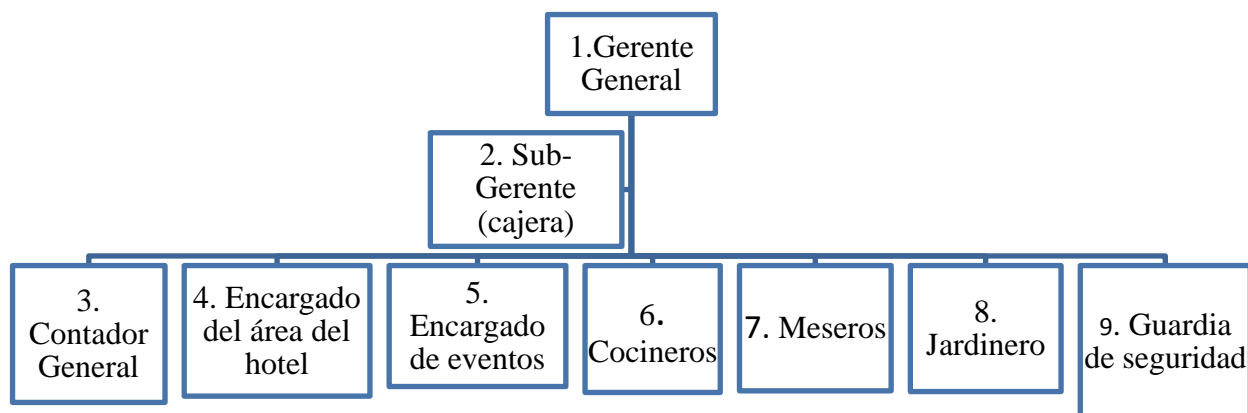 1.Gerente
General
2. Sub-
Gerente
(cajera)
3.
Contador
General
4. Encargado
del área del
hotel
5.
Encargado
de eventos
6.
Cocineros
7. Meseros
8.
Jardinero
9. Guardia
de seguridad